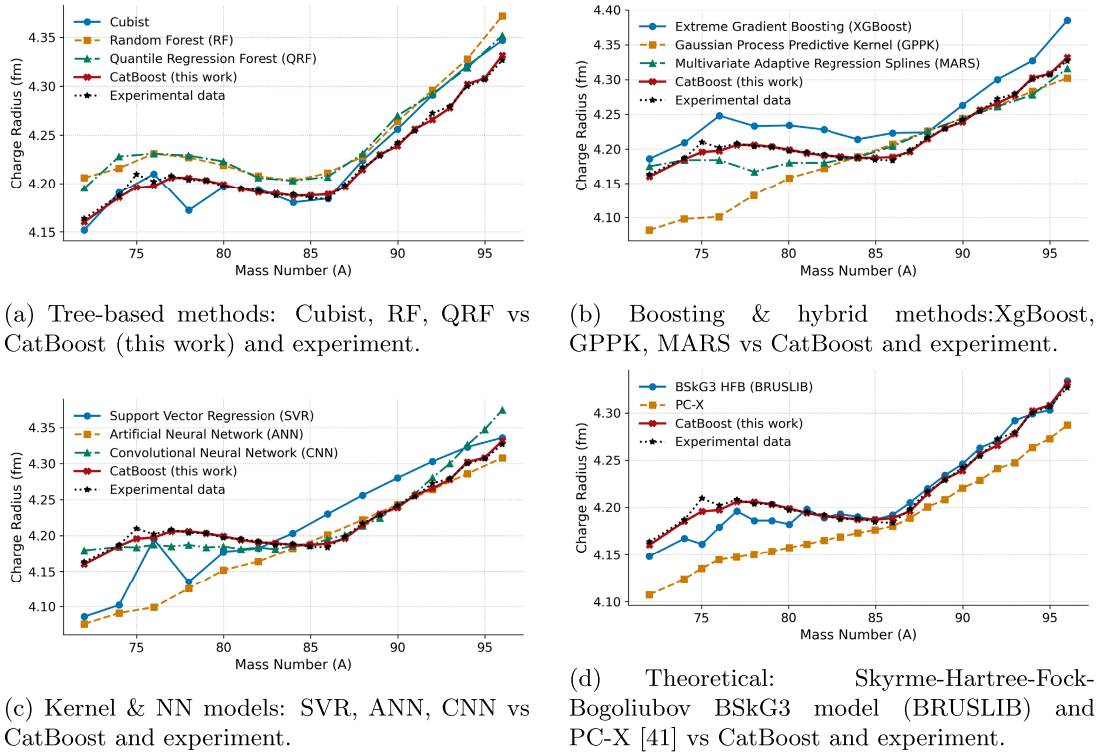 Cubist
Random Forest (RF)
Quantile Regression Forest (QRF)
CatBoost (this work)
Experimental data
4.35
4.30
4.25
4.20
4.15
Charge Radius (fm)
75 80 85 90 95
Mass Number (A)
(a) Tree-based methods: Cubist, RF, QRF vs
CatBoost (this work) and experiment.
Extreme Gradient Boosting (XGBoost)
Gaussian Process Predictive Kernel (GPPK)
Multivariate Adaptive Regression Splines (MARS)
CatBoost (this work)
Experimental data
4.40
4.35
4.30
4.25
4.20
4.15
4.10
Charge Radius (fm)
75 80 85 90 95
Mass Number (A)
(b) Boosting & hybrid methods:XgBoost,
GPPK, MARS vs CatBoost and experiment.
Support Vector Regression (SVR)
Artificial Neural Network (ANN)
Convolutional Neural Network (CNN)
CatBoost (this work)
Experimental data
4.35
4.30
4.25
4.20
4.15
4.10
Charge Radius (fm)
75 80 85 90 95
Mass Number (A)
(c) Kernel & NN models: SVR, ANN, CNN vs
CatBoost and experiment.
BSkG3 HFB (BRUSLIB)
PC-X
CatBoost (this work)
Experimental data
4.30
4.25
4.20
4.15
4.10
Charge Radius (fm)
75 80 85 90 95
Mass Number (A)
(d) Theoretical: Skyrme-Hartree-Fock-
Bogoliubov BSkG3 model (BRUSLIB) and
PC-X [41] vs CatBoost and experiment.